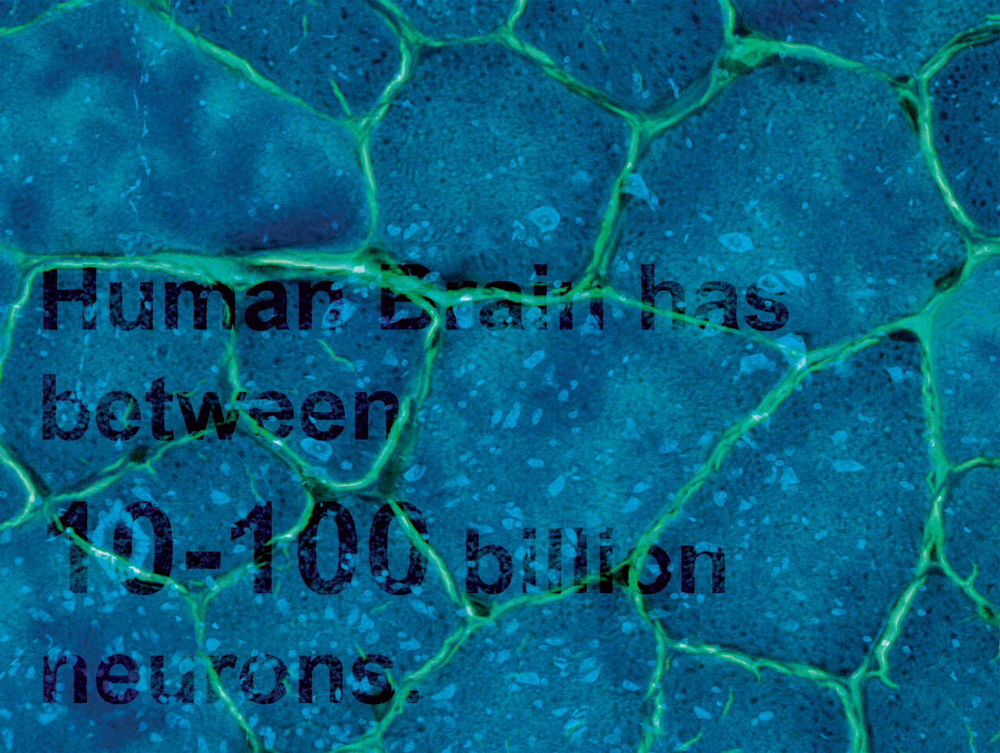 Human Brain has
between
10-100 billion
neurons.